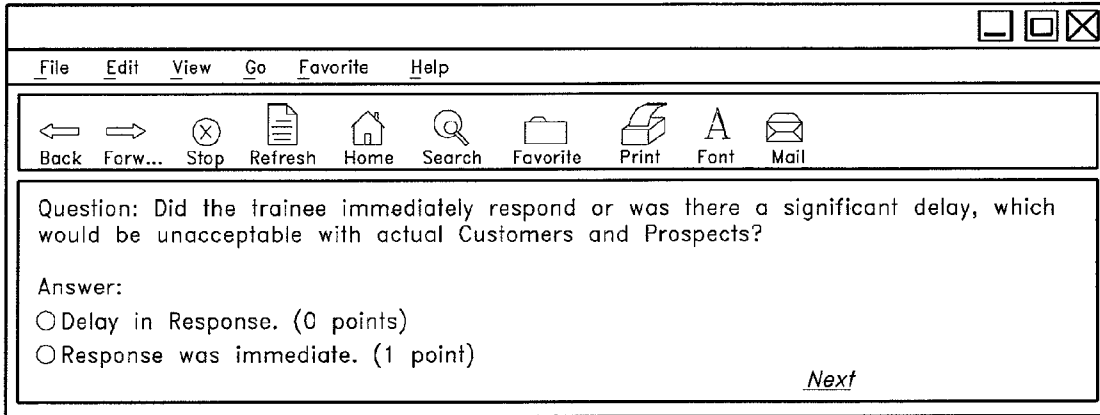 File Edit View Go Favorite Help
Back Forw... Stop Refresh Home Search Favorite Print Font Mail
Question: Did the trainee immediately respond or was there a significant delay, which
would be unacceptable with actual Customers and Prospects?
Answer:
Delay in Response. (0 points)
Response was immediate. (1 point)
Next